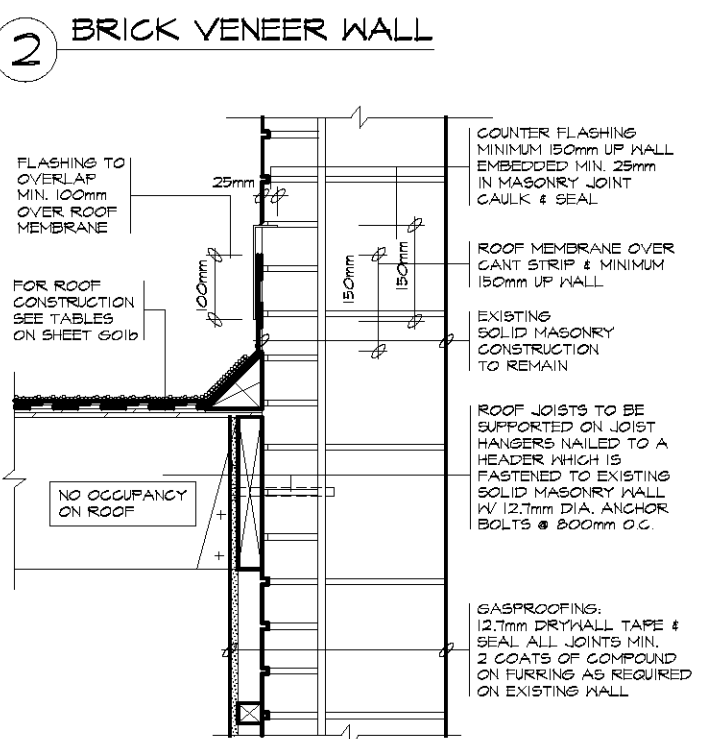 2
BRICK VENEER WALL
FLASHING TO
OVERLAP
MIN. 100mm
OVER ROOF
MEMBRANE
FOR ROOF
CONSTRUCTION
SEE TABLES
ON SHEET G01b
25mm
100mm
150mm
150mm
NO OCCUPANCY
ON ROOF
COUNTER FLASHING
MINIMUM 150mm UP WALL
EMBEDDED MIN. 25mm
IN MASONRY JOINT
CAULK & SEAL
ROOF MEMBRANE OVER
CANT STRIP & MINIMUM
150mm UP WALL
EXISTING
SOLID MASONRY
CONSTRUCTION
TO REMAIN
ROOF JOISTS TO BE
SUPPORTED ON JOIST
HANGERS NAILED TO A
HEADER WHICH IS
FASTENED TO EXISTING
SOLID MASONRY WALL
W/ 12.7mm DIA. ANCHOR
BOLTS @ 800mm O.C.
GASPROOFING:
12.7mm DRYWALL TAPE &
SEAL ALL JOINTS MIN.
2 COATS OF COMPOUND
ON FURRING AS REQUIRED
ON EXISTING WALL